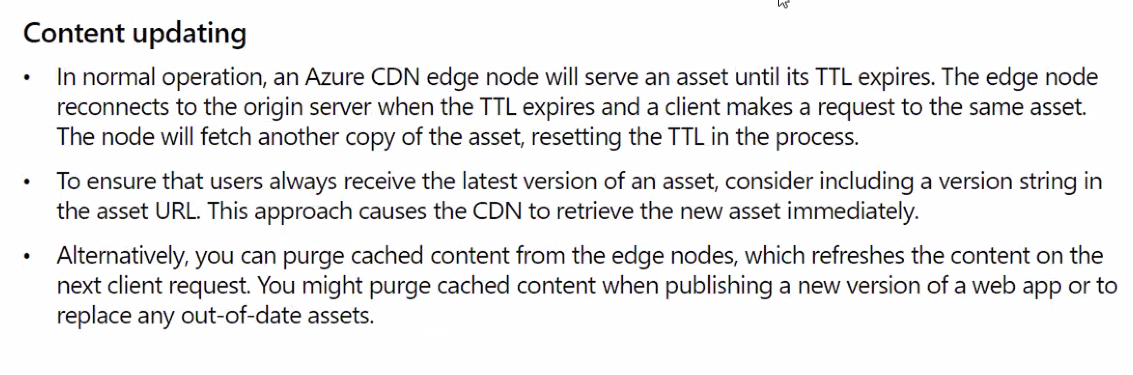 Content updating
• In normal operation, an Azure CDN edge node will serve an asset until its TTL expires. The edge node
reconnects to the origin server when the TTL expires and a client makes a request to the same asset.
The node will fetch another copy of the asset, resetting the TTL in the process.
• To ensure that users always receive the latest version of an asset, consider including a version string in
the asset URL. This approach causes the CDN to retrieve the new asset immediately.
• Alternatively, you can purge cached content from the edge nodes, which refreshes the content on the
next client request. You might purge cached content when publishing a new version of a web app or to
replace any out-of-date assets.